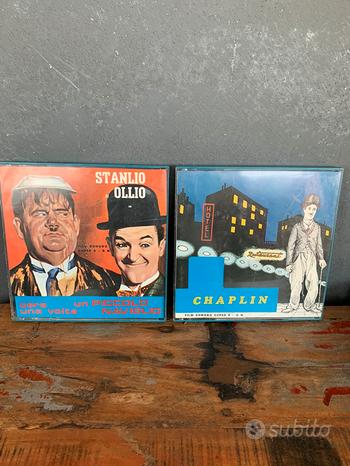 STANLIO
OLLIO
FILM SONORO
SUPER 8 - B.N.
c'era un PICCOLO
una volta NAVIGLIO
HOTEL
Restaurant
CHAPLIN
FILM SONORO SUPER 8 - B.N.
subito